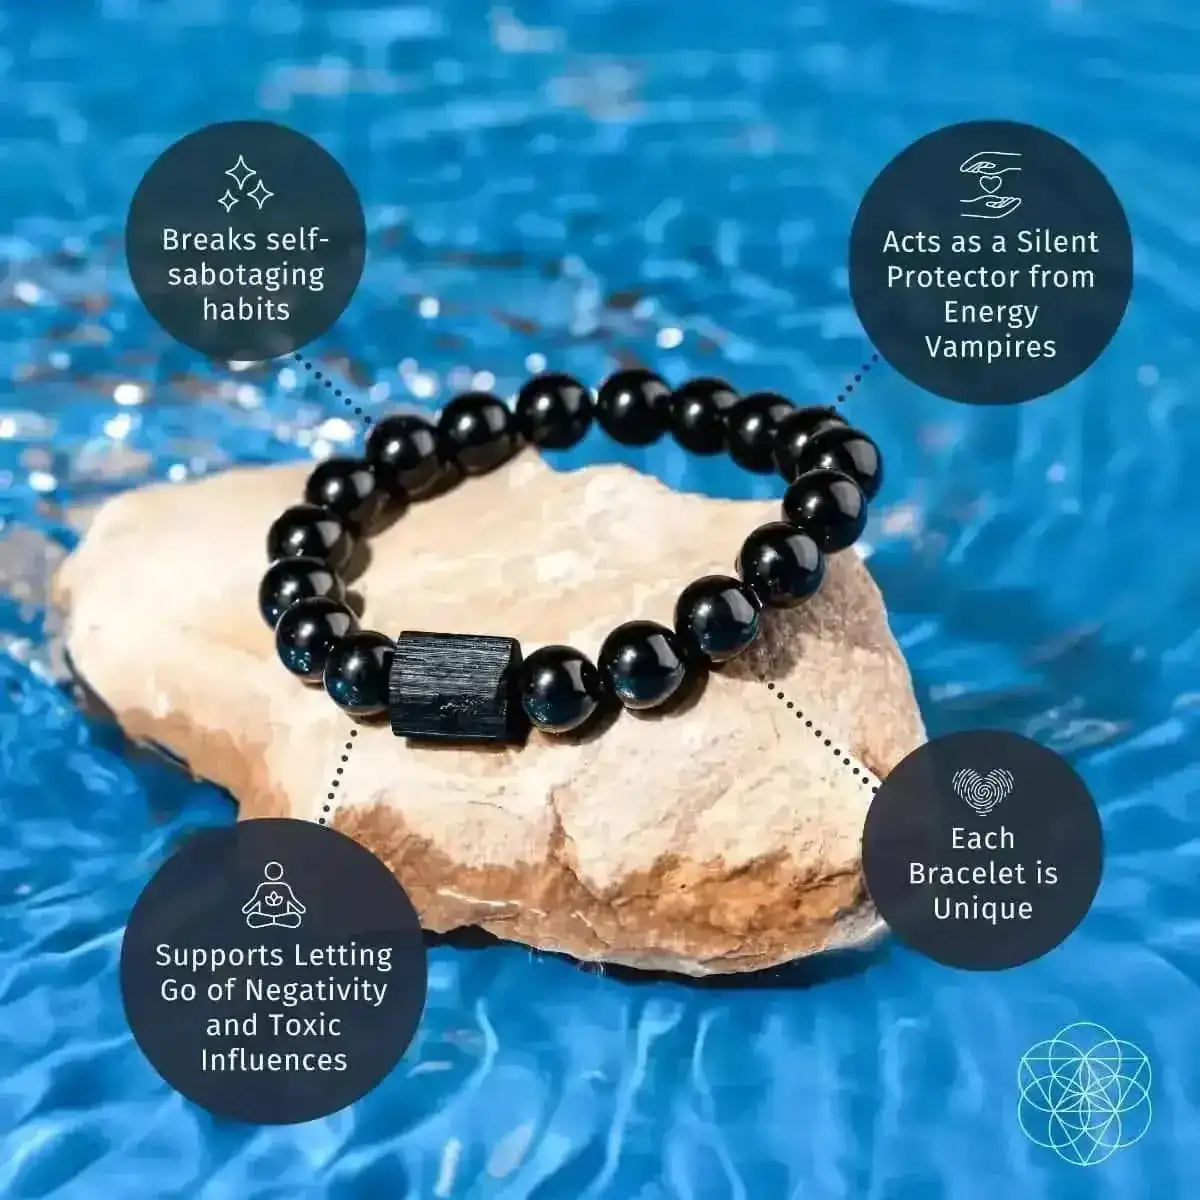 Breaks self-
sabotaging
habits
Acts as a Silent
Protector from
Energy
Vampires
Each
Bracelet is
Unique
Supports Letting
Go of Negativity
and Toxic
Influences